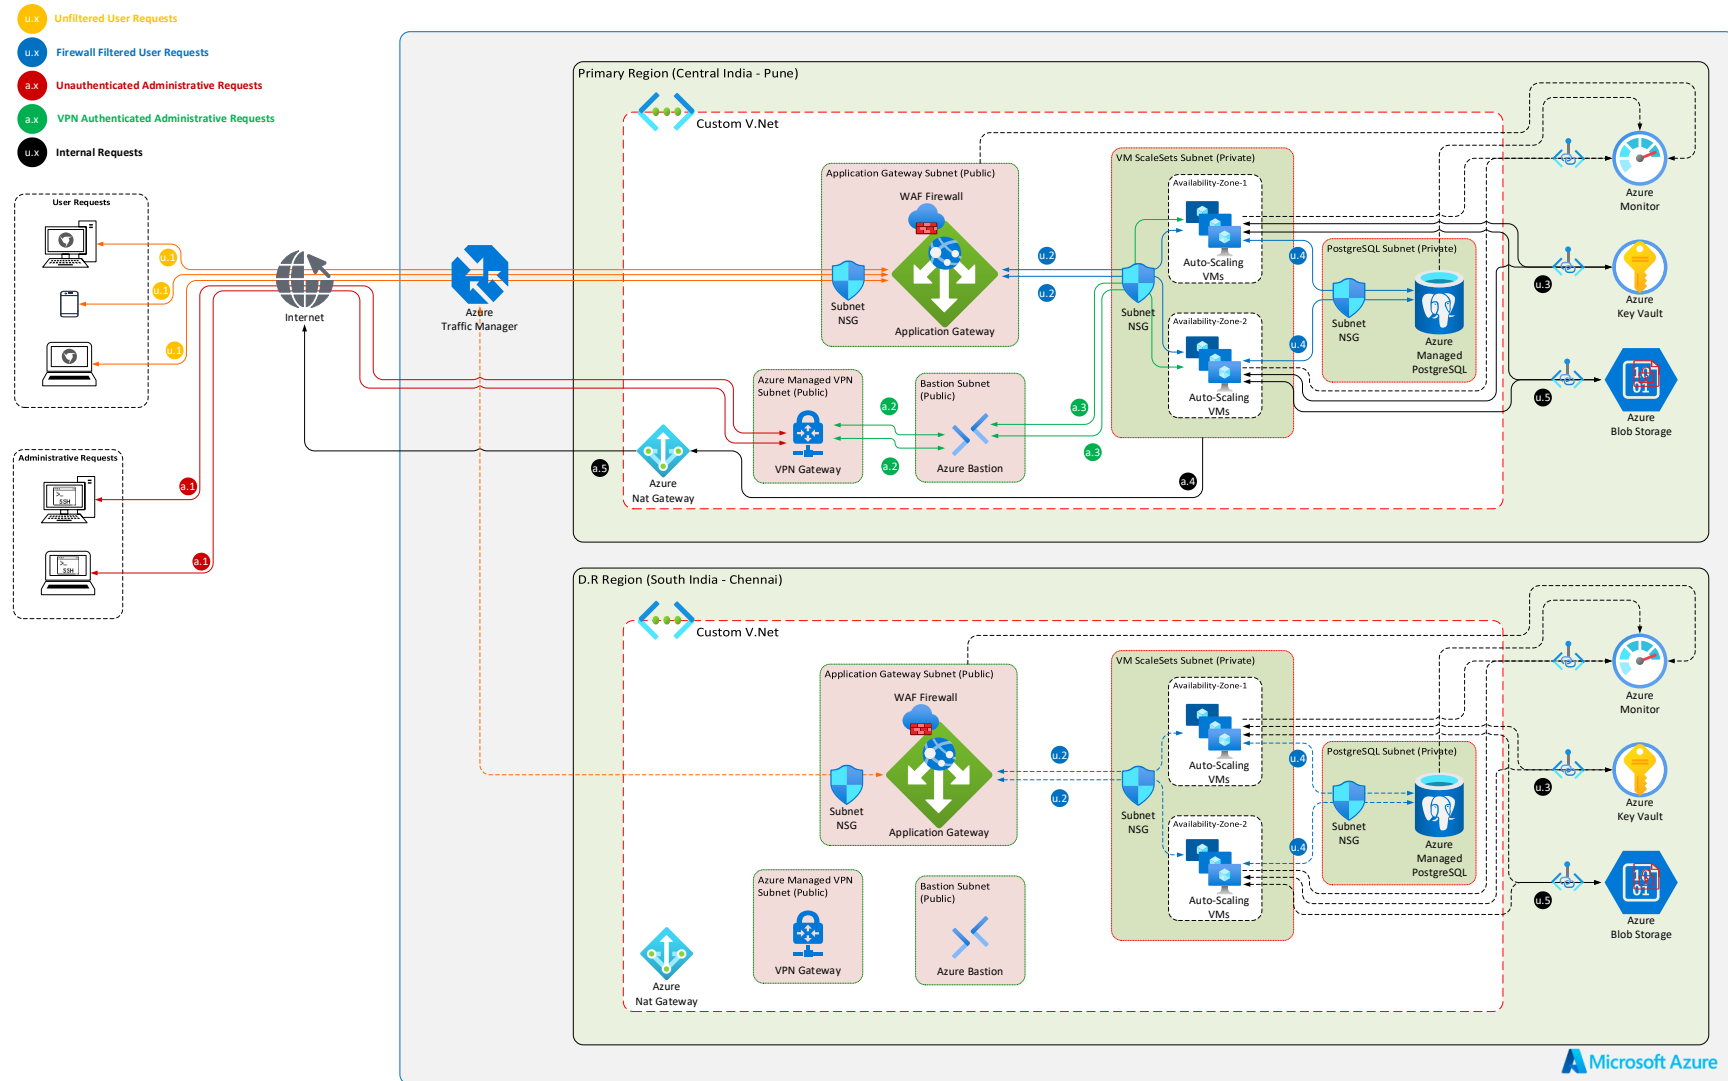 u.x Unfiltered User Requests
u.x Firewall Filtered User Requests
a.x Unauthenticated Administrative Requests
a.x VPN Authenticated Administrative Requests
u.x Internal Requests
User Requests
u.1
u.1
u.1
Administrative Requests
a.1
a.1
Internet
Azure
Traffic Manager
Primary Region (Central India - Pune)
Custom V.Net
Application Gateway Subnet (Public)
WAF Firewall
Subnet
NSG
Application Gateway
u.2
u.2
Azure Managed VPN
Subnet (Public)
VPN Gateway
a.2
a.2
Bastion Subnet
(Public)
Azure Bastion
a.3
a.3
Azure
Nat Gateway
a.5
a.4
VM ScaleSets Subnet (Private)
Availability-Zone-1
Auto-Scaling
VMs
Subnet
NSG
Availability-Zone-2
Auto-Scaling
VMs
u.4
u.4
PostgreSQL Subnet (Private)
Subnet
NSG
Azure
Managed
PostgreSQL
Azure
Monitor
u.3
Azure
Key Vault
u.5
10
01
Azure
Blob Storage
>_
SSH
>_
SSH
D.R Region (South India - Chennai)
Custom V.Net
Application Gateway Subnet (Public)
WAF Firewall
Subnet
NSG
Application Gateway
u.2
u.2
Azure Managed VPN
Subnet (Public)
VPN Gateway
Bastion Subnet
(Public)
Azure Bastion
Azure
Nat Gateway
VM ScaleSets Subnet (Private)
Availability-Zone-1
Auto-Scaling
VMs
Subnet
NSG
Availability-Zone-2
Auto-Scaling
VMs
u.4
u.4
PostgreSQL Subnet (Private)
Subnet
NSG
Azure
Managed
PostgreSQL
Azure
Monitor
u.3
Azure
Key Vault
u.5
10
01
Azure
Blob Storage
Microsoft Azure